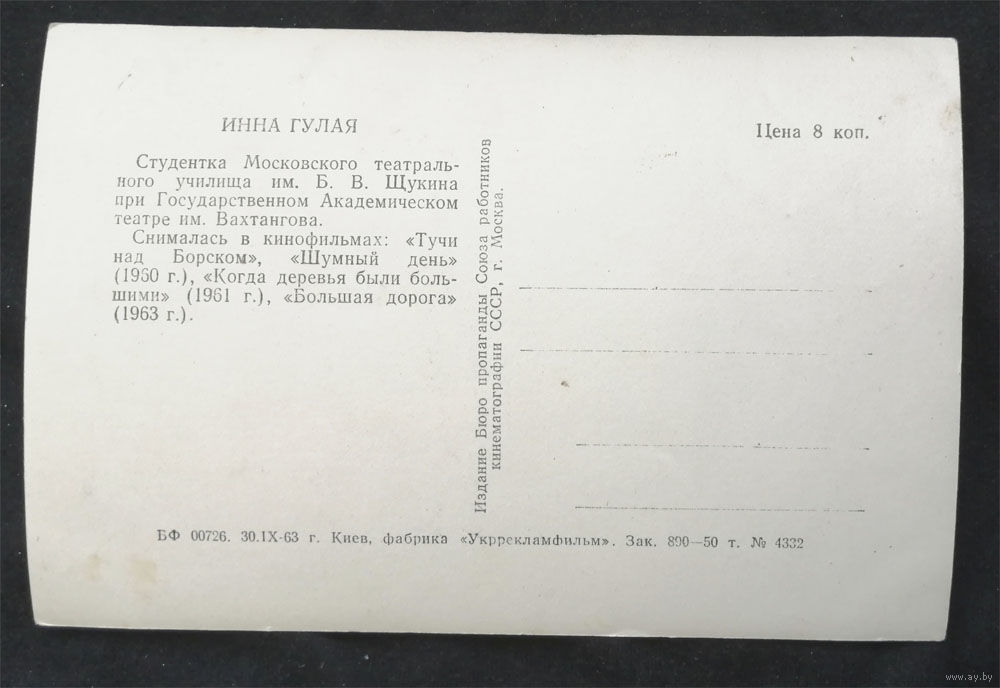 ИННА ГУЛАЯ
Студентка Московского театраль-
ного училища им. Б. В. Щукина
при Государственном Академическом
театре им. Вахтангова.
Снималась в кинофильмах: «Тучи
над Борском», «Шумный день»
(1960 г.), «Когда деревья были боль-
шими» (1961 г.), «Большая дорога»
(1963 г.).
Издание Бюро пропаганды Союза работников
кинематографии СССР, г. Москва.
Цена 8 коп.
БФ 00726. 30.IX-63 г. Киев, фабрика «Укррекламфильм». Зак. 890—50 т. № 4332
www.ay.by